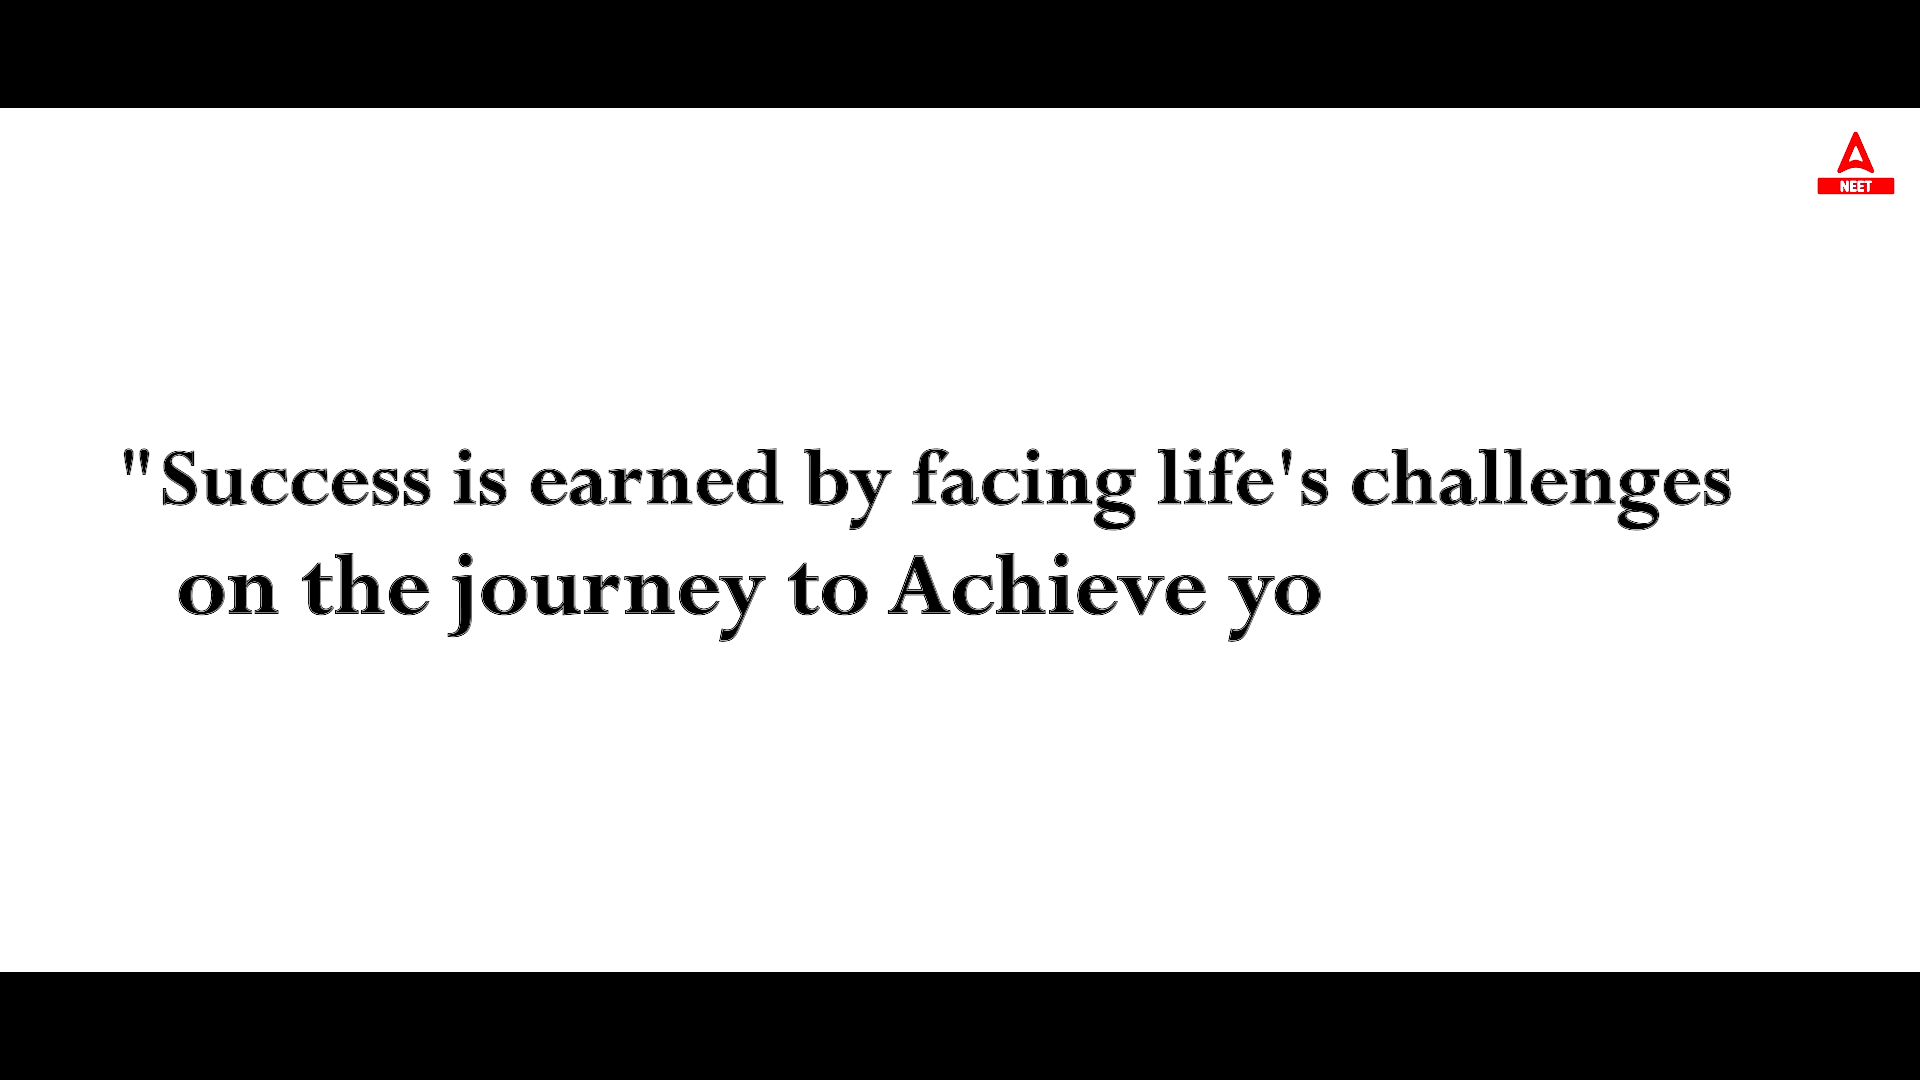 NEET
"Success is earned by facing life's challenges
on the journey to Achieve yo